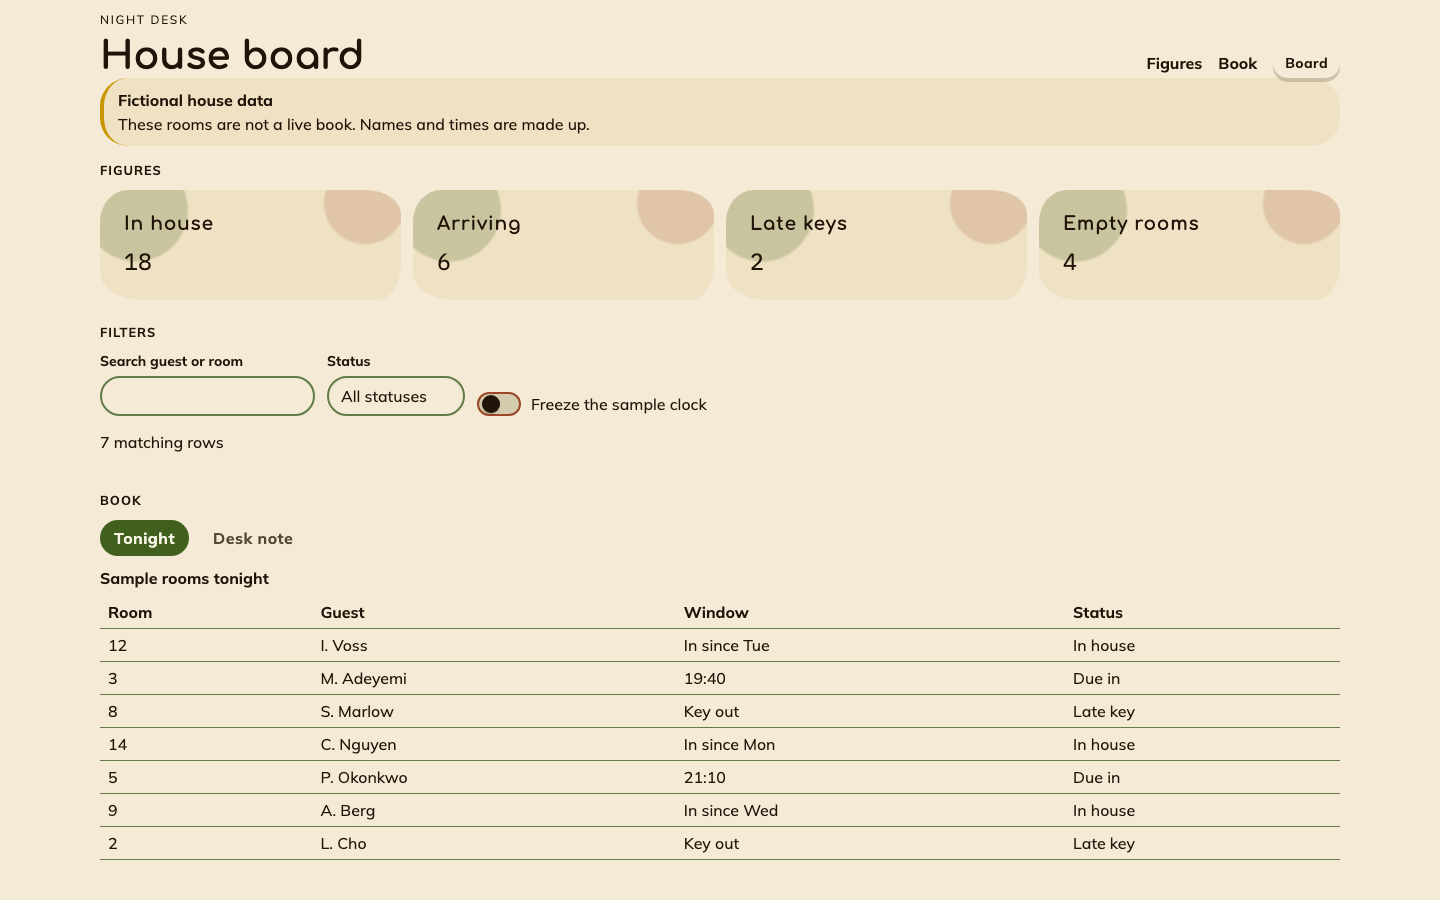 NIGHT DESK
House board
Figures Book Board
Fictional house data
These rooms are not a live book. Names and times are made up.
FIGURES
In house Arriving Late keys Empty rooms
18 6 2 4
FILTERS
Search guest or room Status
All statuses Freeze the sample clock
7 matching rows
BOOK
Tonight Desk note
Sample rooms tonight
Room Guest Window Status
12 I. Voss In since Tue In house
3 M. Adeyemi 19:40 Due in
8 S. Marlow Key out Late key
14 C. Nguyen In since Mon In house
5 P. Okonkwo 21:10 Due in
9 A. Berg In since Wed In house
2 L. Cho Key out Late key